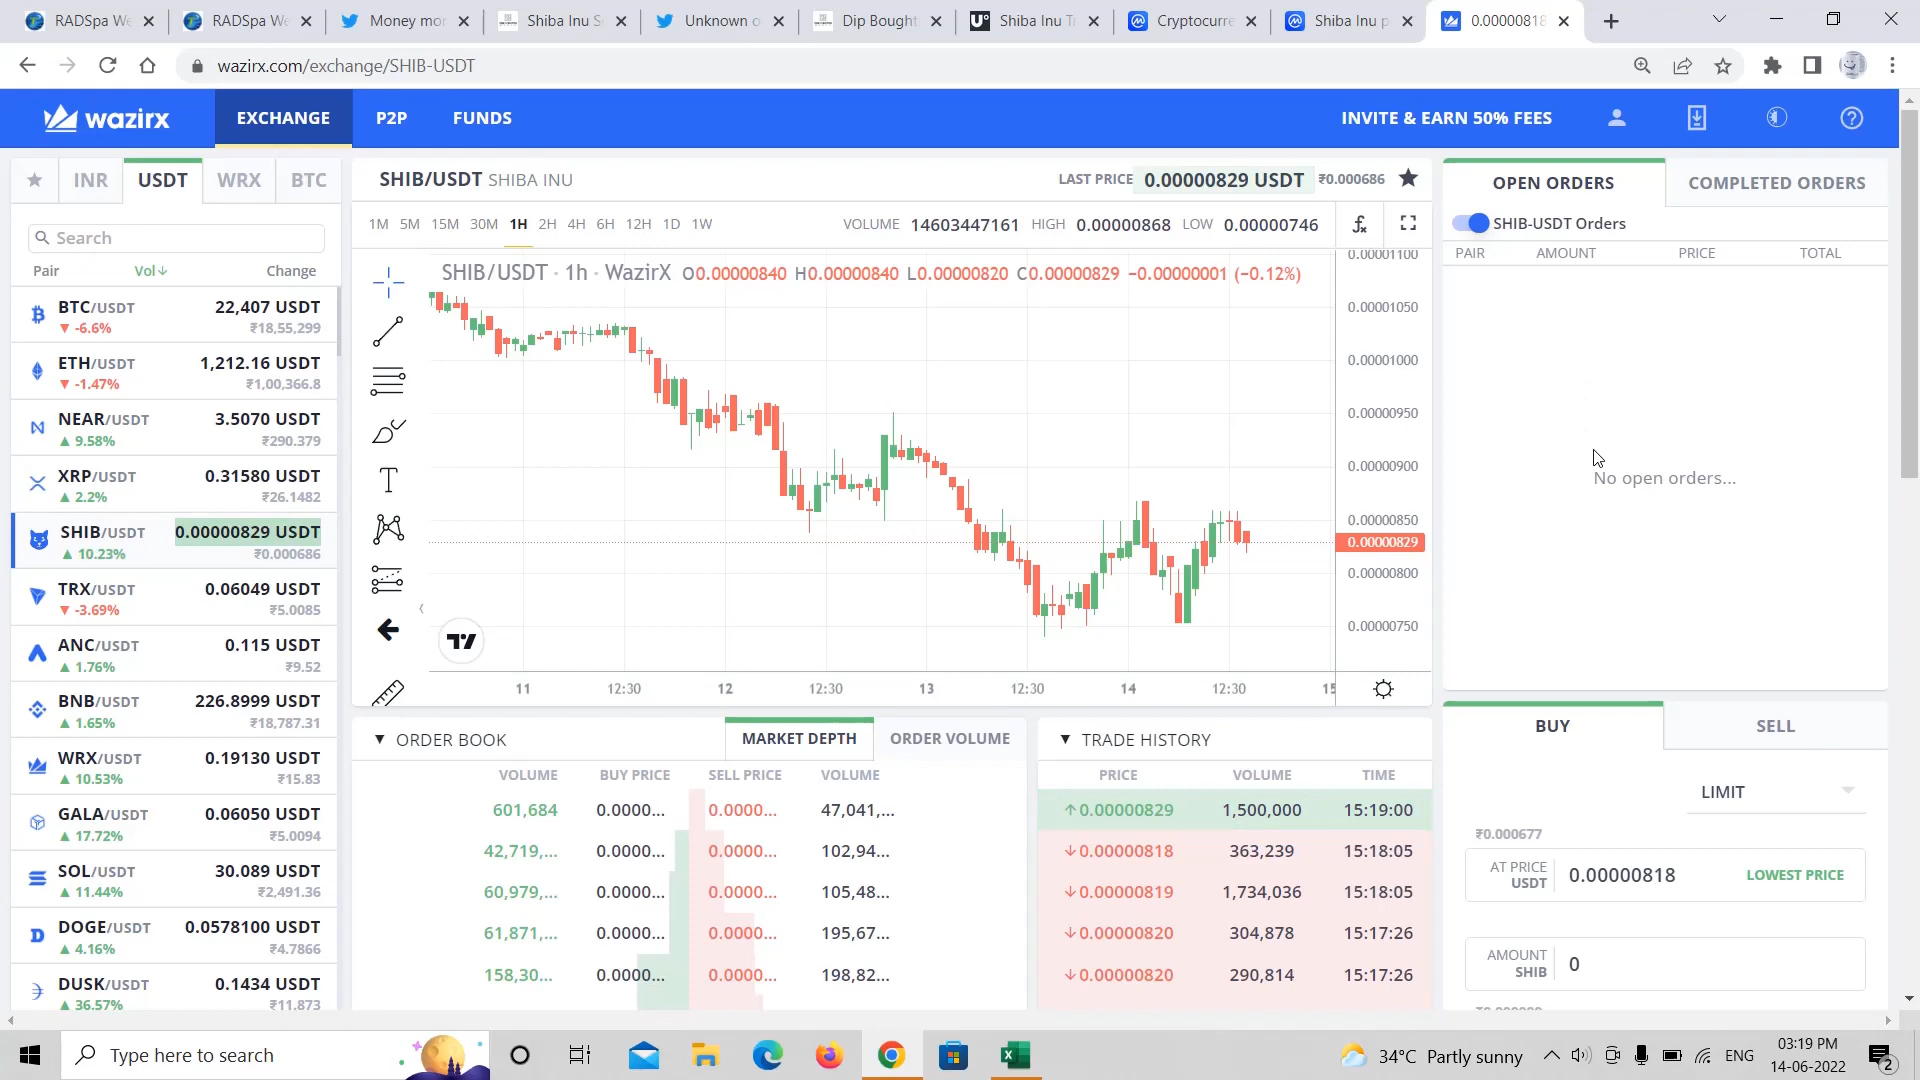 RADSpa We
RADSpa We
Money mo
Shiba Inu S
Unknown o
Dip Bought
Shiba Inu T
Cryptocurre
Shiba Inu p
0.00000818
wazirx.com/exchange/SHIB-USDT
wazirx
EXCHANGE
P2P
FUNDS
INVITE & EARN 50% FEES
INR
USDT
WRX
BTC
Search
Pair
Vol↓
Change
BTC/USDT 22,407 USDT
▼ -6.6% ₹18,55,299
ETH/USDT 1,212.16 USDT
▼ -1.47% ₹1,00,366.8
NEAR/USDT 3.5070 USDT
▲ 9.58% ₹290.379
XRP/USDT 0.31580 USDT
▲ 2.2% ₹26.1482
SHIB/USDT 0.00000829 USDT
▲ 10.23% ₹0.000686
TRX/USDT 0.06049 USDT
▼ -3.69% ₹5.0085
ANC/USDT 0.115 USDT
▲ 1.76% ₹9.52
BNB/USDT 226.8999 USDT
▲ 1.65% ₹18,787.31
WRX/USDT 0.19130 USDT
▲ 10.53% ₹15.83
GALA/USDT 0.06050 USDT
▲ 17.72% ₹5.0094
SOL/USDT 30.089 USDT
▲ 11.44% ₹2,491.36
DOGE/USDT 0.0578100 USDT
▲ 4.16% ₹4.7866
DUSK/USDT 0.1434 USDT
▲ 36.57% ₹11.873
SHIB/USDT SHIBA INU
LAST PRICE 0.00000829 USDT ₹0.000686
1M 5M 15M 30M 1H 2H 4H 6H 12H 1D 1W
VOLUME 14603447161 HIGH 0.00000868 LOW 0.00000746
SHIB/USDT · 1h · WazirX O0.00000840 H0.00000840 L0.00000820 C0.00000829 −0.00000001 (−0.12%)
0.00001100
0.00001050
0.00001000
0.00000950
0.00000900
0.00000850
0.00000829
0.00000800
0.00000750
11 12:30 12 12:30 13 12:30 14 12:30 15
ORDER BOOK
MARKET DEPTH
ORDER VOLUME
VOLUME BUY PRICE SELL PRICE VOLUME
601,684 0.0000... 0.0000... 47,041,...
42,719,... 0.0000... 0.0000... 102,94...
60,979,... 0.0000... 0.0000... 105,48...
61,871,... 0.0000... 0.0000... 195,67...
158,30... 0.0000... 0.0000... 198,82...
TRADE HISTORY
PRICE VOLUME TIME
↑0.00000829 1,500,000 15:19:00
↓0.00000818 363,239 15:18:05
↓0.00000819 1,734,036 15:18:05
↓0.00000820 304,878 15:17:26
↓0.00000820 290,814 15:17:26
OPEN ORDERS
COMPLETED ORDERS
SHIB-USDT Orders
PAIR AMOUNT PRICE TOTAL
No open orders...
BUY
SELL
LIMIT
₹0.000677
AT PRICE
USDT
0.00000818
LOWEST PRICE
AMOUNT
SHIB
0
Type here to search
34°C Partly sunny
ENG
03:19 PM
14-06-2022
2